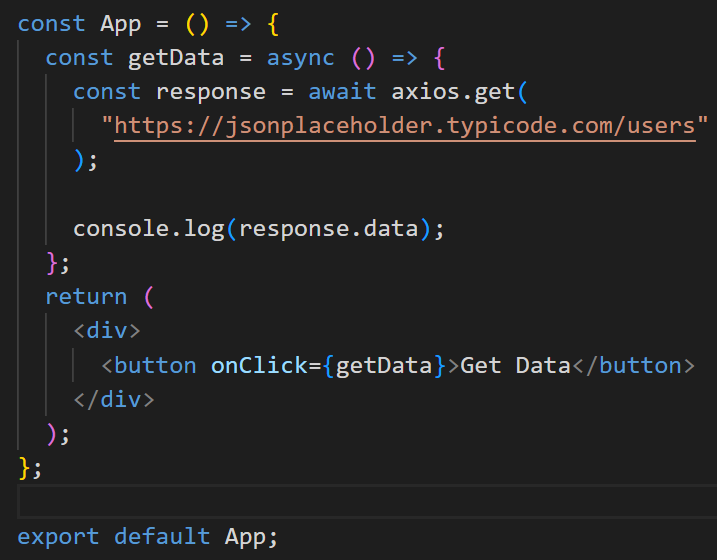 const App = () => {
  const getData = async () => {
    const response = await axios.get(
      "https://jsonplaceholder.typicode.com/users"
    );

    console.log(response.data);
  };
  return (
    <div>
      <button onClick={getData}>Get Data</button>
    </div>
  );
};

export default App;